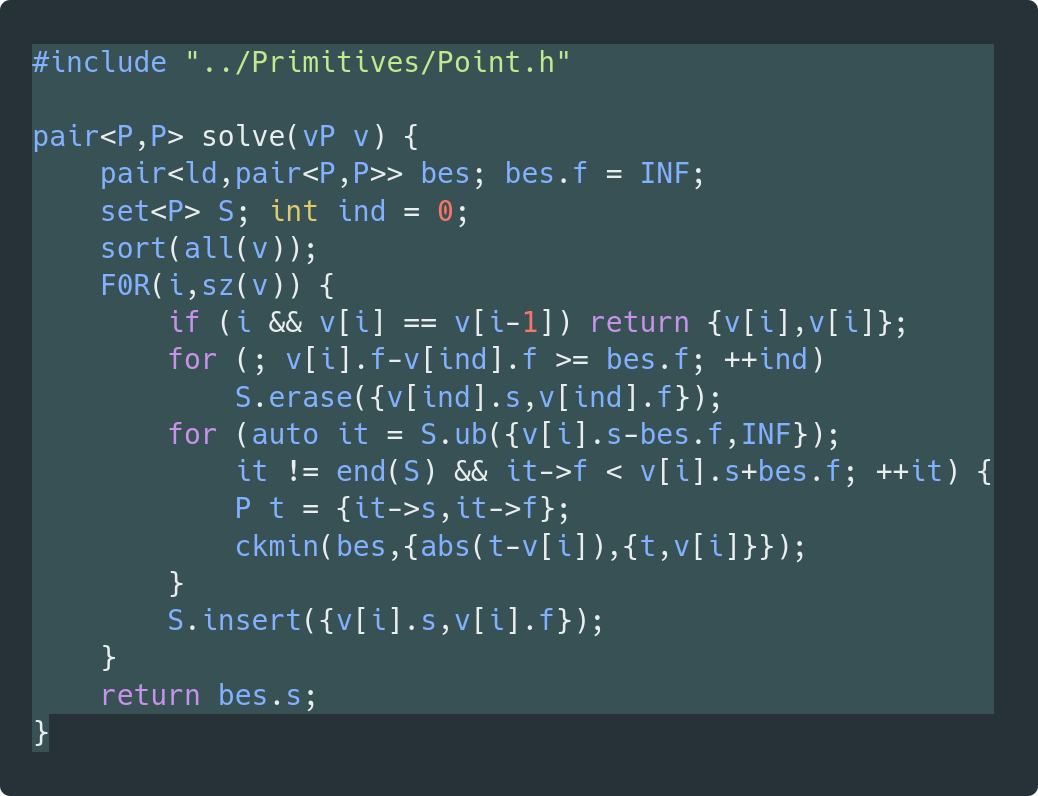 #include "../Primitives/Point.h"

pair<P,P> solve(vP v) {
    pair<ld,pair<P,P>> bes; bes.f = INF;
    set<P> S; int ind = 0;
    sort(all(v));
    F0R(i,sz(v)) {
        if (i && v[i] == v[i-1]) return {v[i],v[i]};
        for (; v[i].f-v[ind].f >= bes.f; ++ind)
            S.erase({v[ind].s,v[ind].f});
        for (auto it = S.ub({v[i].s-bes.f,INF});
            it != end(S) && it->f < v[i].s+bes.f; ++it) {
            P t = {it->s,it->f};
            ckmin(bes,{abs(t-v[i]),{t,v[i]}});
        }
        S.insert({v[i].s,v[i].f});
    }
    return bes.s;
}